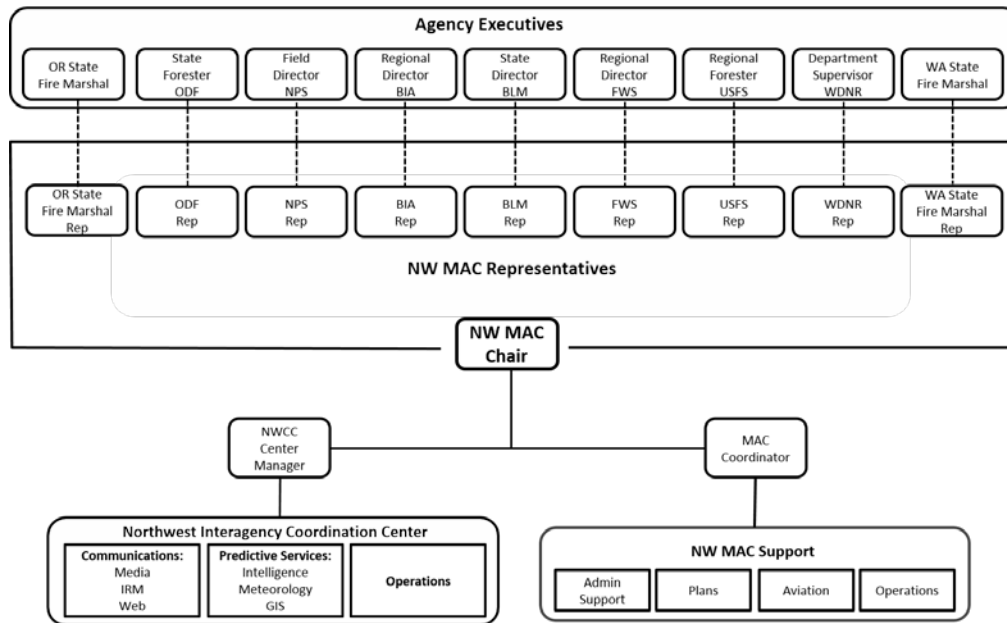 Agency Executives
OR State
Fire Marshal
State
Forester
ODF
Field
Director
NPS
Regional
Director
BIA
State
Director
BLM
Regional
Director
FWS
Regional
Forester
USFS
Department
Supervisor
WDNR
WA State
Fire Marshal
OR State
Fire Marshal
Rep
ODF
Rep
NPS
Rep
BIA
Rep
BLM
Rep
FWS
Rep
USFS
Rep
WDNR
Rep
WA State
Fire Marshal
Rep
NW MAC Representatives
NW MAC
Chair
NWCC
Center
Manager
MAC
Coordinator
Northwest Interagency Coordination Center
Communications:
Media
IRM
Web
Predictive Services:
Intelligence
Meteorology
GIS
Operations
NW MAC Support
Admin
Support
Plans
Aviation
Operations